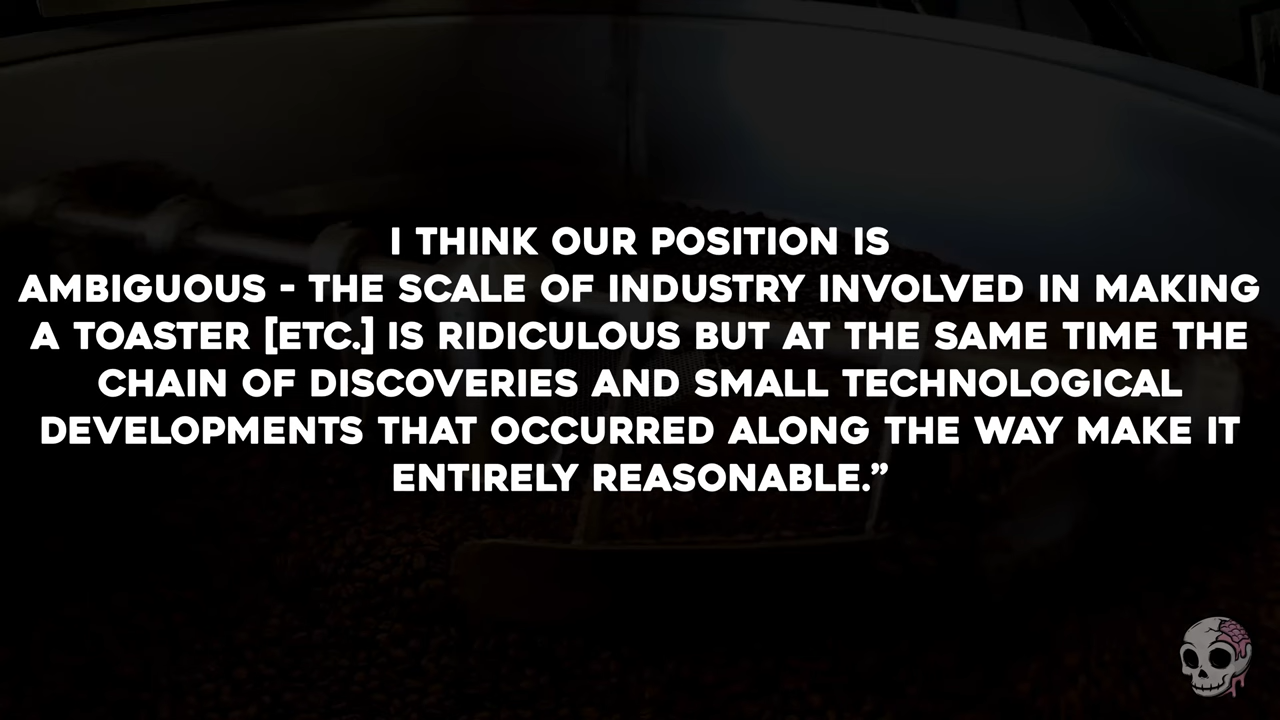 I THINK OUR POSITION IS
AMBIGUOUS - THE SCALE OF INDUSTRY INVOLVED IN MAKING
A TOASTER [ETC.] IS RIDICULOUS BUT AT THE SAME TIME THE
CHAIN OF DISCOVERIES AND SMALL TECHNOLOGICAL
DEVELOPMENTS THAT OCCURRED ALONG THE WAY MAKE IT
ENTIRELY REASONABLE.”